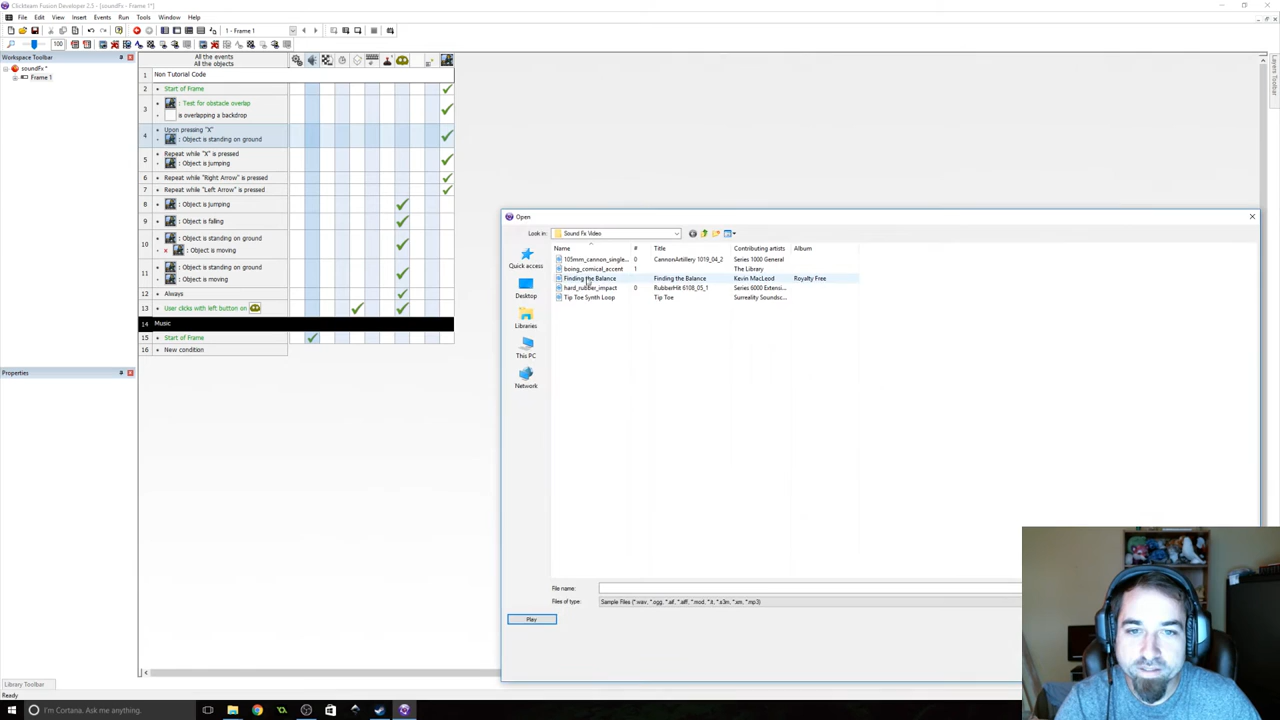 Clickteam Fusion Developer 2.5 - [soundFx - Frame 1*]
File Edit View Insert Events Run Tools Window Help
1 - Frame 1
100
Workspace Toolbar
soundFx *
Frame 1
Properties
Library Toolbar
Ready
Layers Toolbar
All the events
All the objects
1 Non Tutorial Code
2 Start of Frame
3 : Test for obstacle overlap
is overlapping a backdrop
4 Upon pressing "X"
: Object is standing on ground
5 Repeat while "X" is pressed
: Object is jumping
6 Repeat while "Right Arrow" is pressed
7 Repeat while "Left Arrow" is pressed
8 : Object is jumping
9 : Object is falling
10 : Object is standing on ground
X : Object is moving
11 : Object is standing on ground
: Object is moving
12 Always
13 User clicks with left button on
14 Music
15 Start of Frame
16 New condition
Open
Look in: Sound Fx Video
Quick access
Desktop
Libraries
This PC
Network
Name # Title Contributing artists Album
105mm_cannon_single... 0 CannonArtillery 1019_04_2 Series 1000 General
boing_comical_accent 1 The Library
Finding the Balance Finding the Balance Kevin MacLeod Royalty Free
hard_rubber_impact 0 RubberHit 6108_05_1 Series 6000 Extensi...
Tip Toe Synth Loop Tip Toe Surreality Soundsc...
File name:
Files of type: Sample Files (*.wav, *.ogg, *.aif, *.aiff, *.mod, *.it, *.s3m, *.xm, *.mp3)
Play
I'm Cortana. Ask me anything.